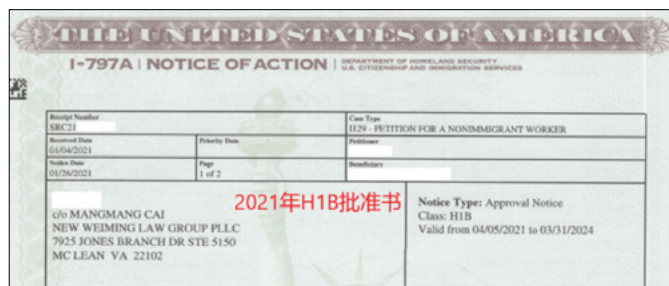 THE UNITED STATES OF AMERICA
I-797A | NOTICE OF ACTION | DEPARTMENT OF HOMELAND SECURITY
U.S. CITIZENSHIP AND IMMIGRATION SERVICES
Receipt Number
SRC21
Case Type
I129 - PETITION FOR A NONIMMIGRANT WORKER
Received Date
01/04/2021
Priority Date
Petitioner
Notice Date
01/26/2021
Page
1 of 2
Beneficiary
2021年H1B批准书
c/o MANGMANG CAI
NEW WEIMING LAW GROUP PLLC
7925 JONES BRANCH DR STE 5150
MC LEAN VA 22102
Notice Type: Approval Notice
Class: H1B
Valid from 04/05/2021 to 03/31/2024